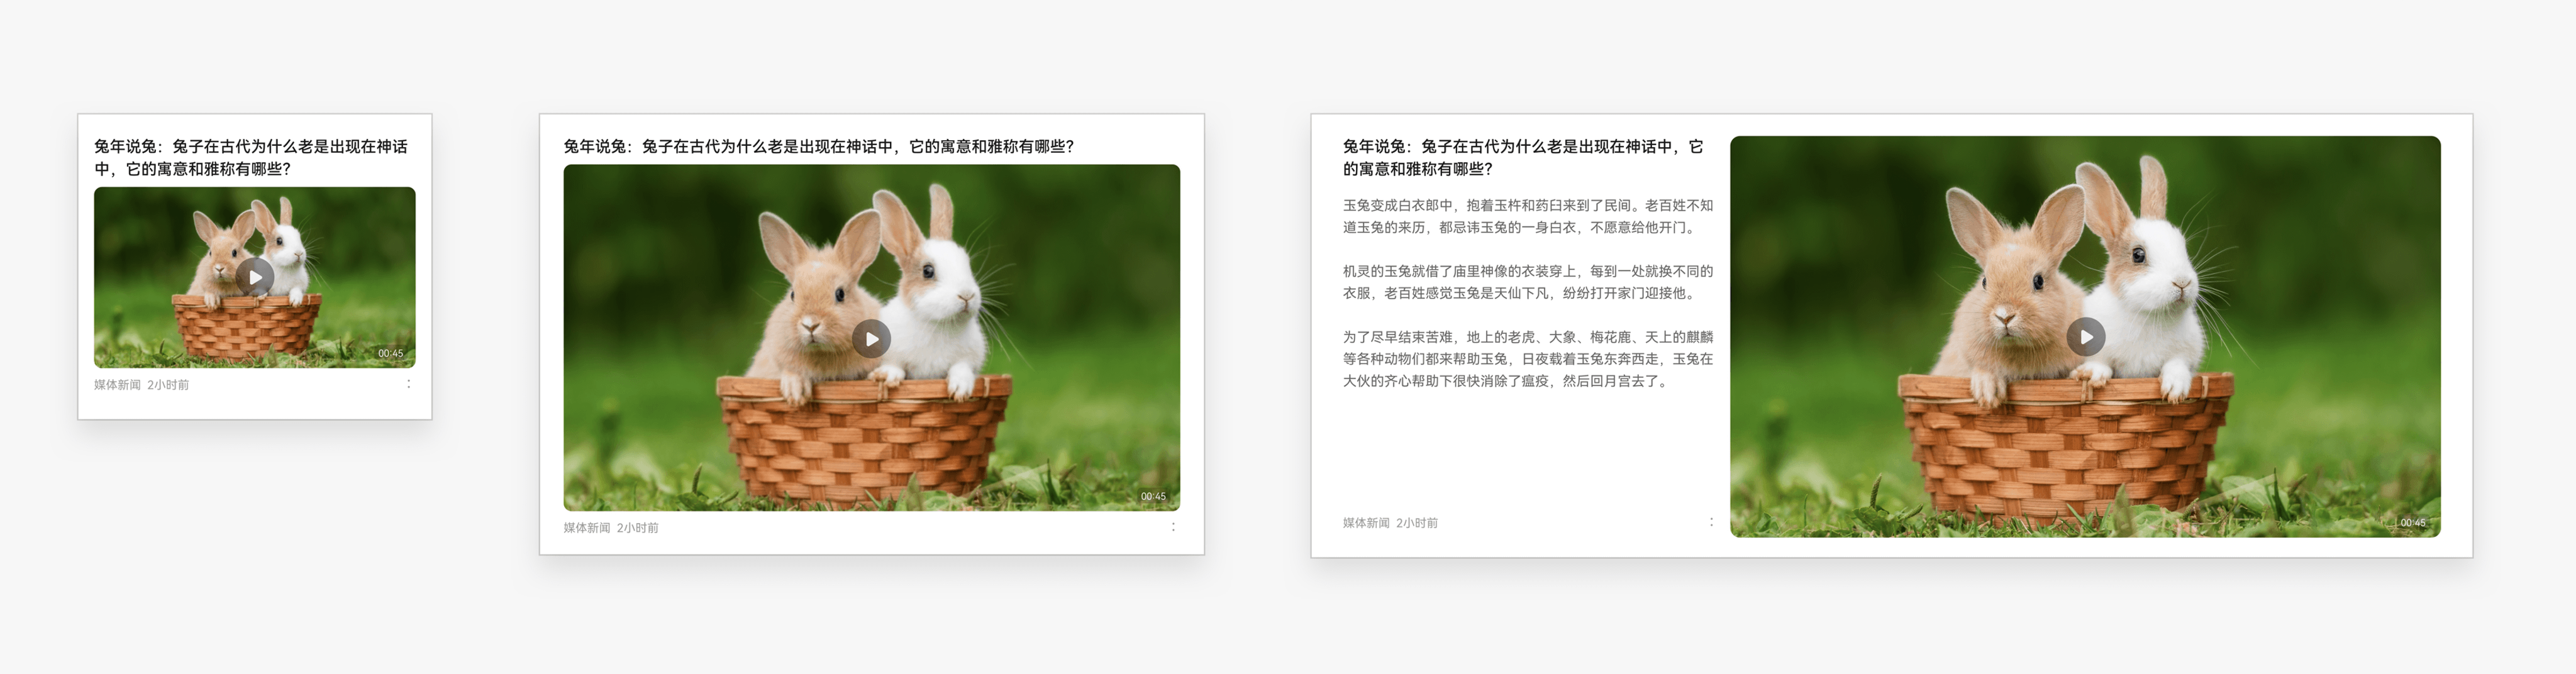 兔年说兔：兔子在古代为什么老是出现在神话
中，它的寓意和雅称有哪些？
00:45
媒体新闻 2小时前
兔年说兔：兔子在古代为什么老是出现在神话中，它的寓意和雅称有哪些？
00:45
媒体新闻 2小时前
兔年说兔：兔子在古代为什么老是出现在神话中，它
的寓意和雅称有哪些？
玉兔变成白衣郎中，抱着玉杵和药臼来到了民间。老百姓不知
道玉兔的来历，都忌讳玉兔的一身白衣，不愿意给他开门。
机灵的玉兔就借了庙里神像的衣装穿上，每到一处就换不同的
衣服，老百姓感觉玉兔是天仙下凡，纷纷打开家门迎接他。
为了尽早结束苦难，地上的老虎、大象、梅花鹿、天上的麒麟
等各种动物们都来帮助玉兔，日夜载着玉兔东奔西走，玉兔在
大伙的齐心帮助下很快消除了瘟疫，然后回月宫去了。
媒体新闻 2小时前
00:45